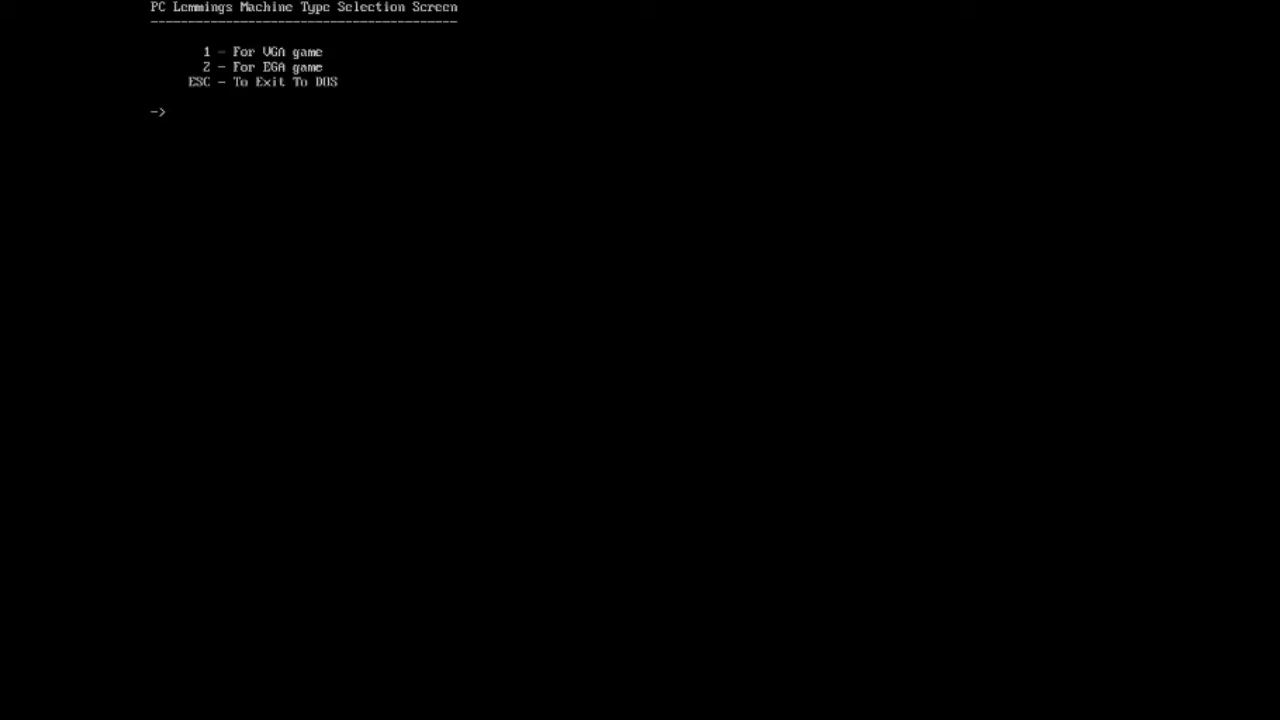 PC Lemmings Machine Type Selection Screen
-----------------------------------------
1 - For VGA game
2 - For EGA game
ESC - To Exit To DOS
->